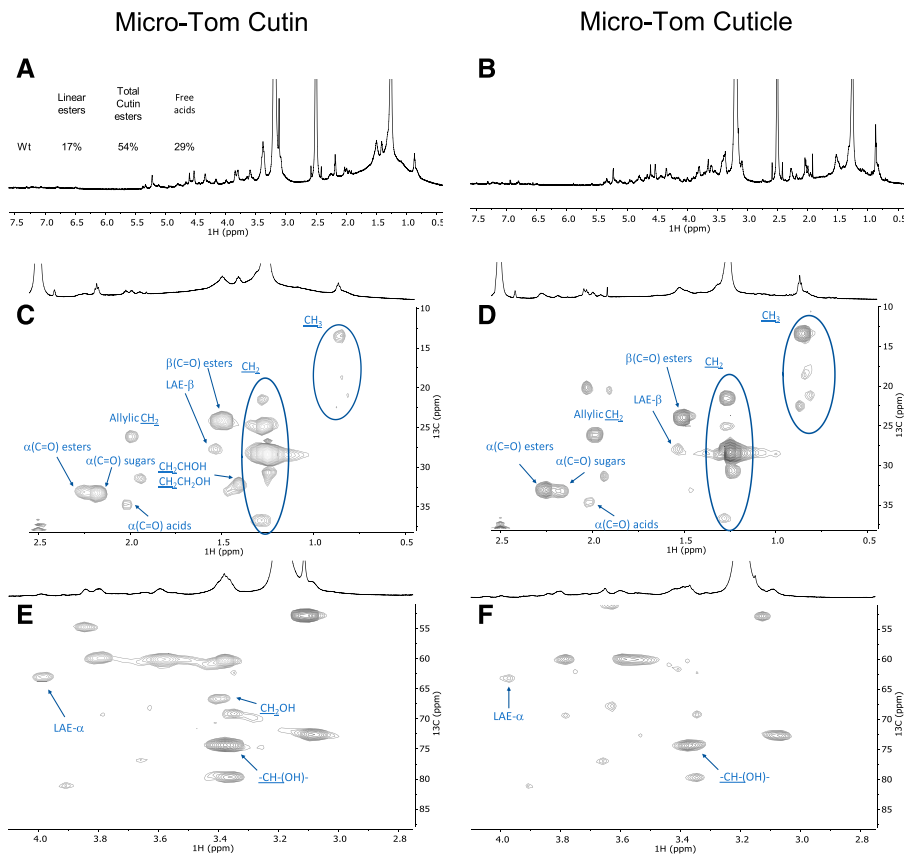 Micro-Tom Cutin
Micro-Tom Cuticle
A
Linear esters
Total Cutin esters
Free acids
Wt 17% 54% 29%
7.5 7.0 6.5 6.0 5.5 5.0 4.5 4.0 3.5 3.0 2.5 2.0 1.5 1.0 0.5
1H (ppm)
B
7.5 7.0 6.5 6.0 5.5 5.0 4.5 4.0 3.5 3.0 2.5 2.0 1.5 1.0 0.5
1H (ppm)
C
CH3
β(C=O) esters
CH2
LAE-β
Allylic CH2
α(C=O) esters
α(C=O) sugars
CH2CHOH
CH2CH2OH
α(C=O) acids
10
15
20
25
30
35
13C (ppm)
2.5 2.0 1.5 1.0 0.5
1H (ppm)
D
CH3
β(C=O) esters
CH2
LAE-β
Allylic CH2
α(C=O) esters
α(C=O) sugars
α(C=O) acids
10
15
20
25
30
35
13C (ppm)
2.5 2.0 1.5 1.0 0.5
1H (ppm)
E
LAE-α
CH2OH
-CH-(OH)-
55
60
65
70
75
80
85
13C (ppm)
4.0 3.8 3.6 3.4 3.2 3.0 2.8
1H (ppm)
F
LAE-α
-CH-(OH)-
55
60
65
70
75
80
85
13C (ppm)
4.0 3.8 3.6 3.4 3.2 3.0 2.8
1H (ppm)